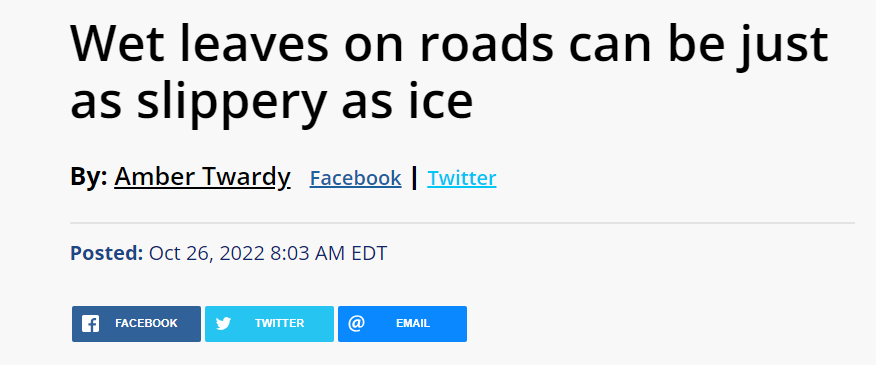 Wet leaves on roads can be just
as slippery as ice
By: Amber Twardy Facebook | Twitter
Posted: Oct 26, 2022 8:03 AM EDT
FACEBOOK TWITTER @ EMAIL